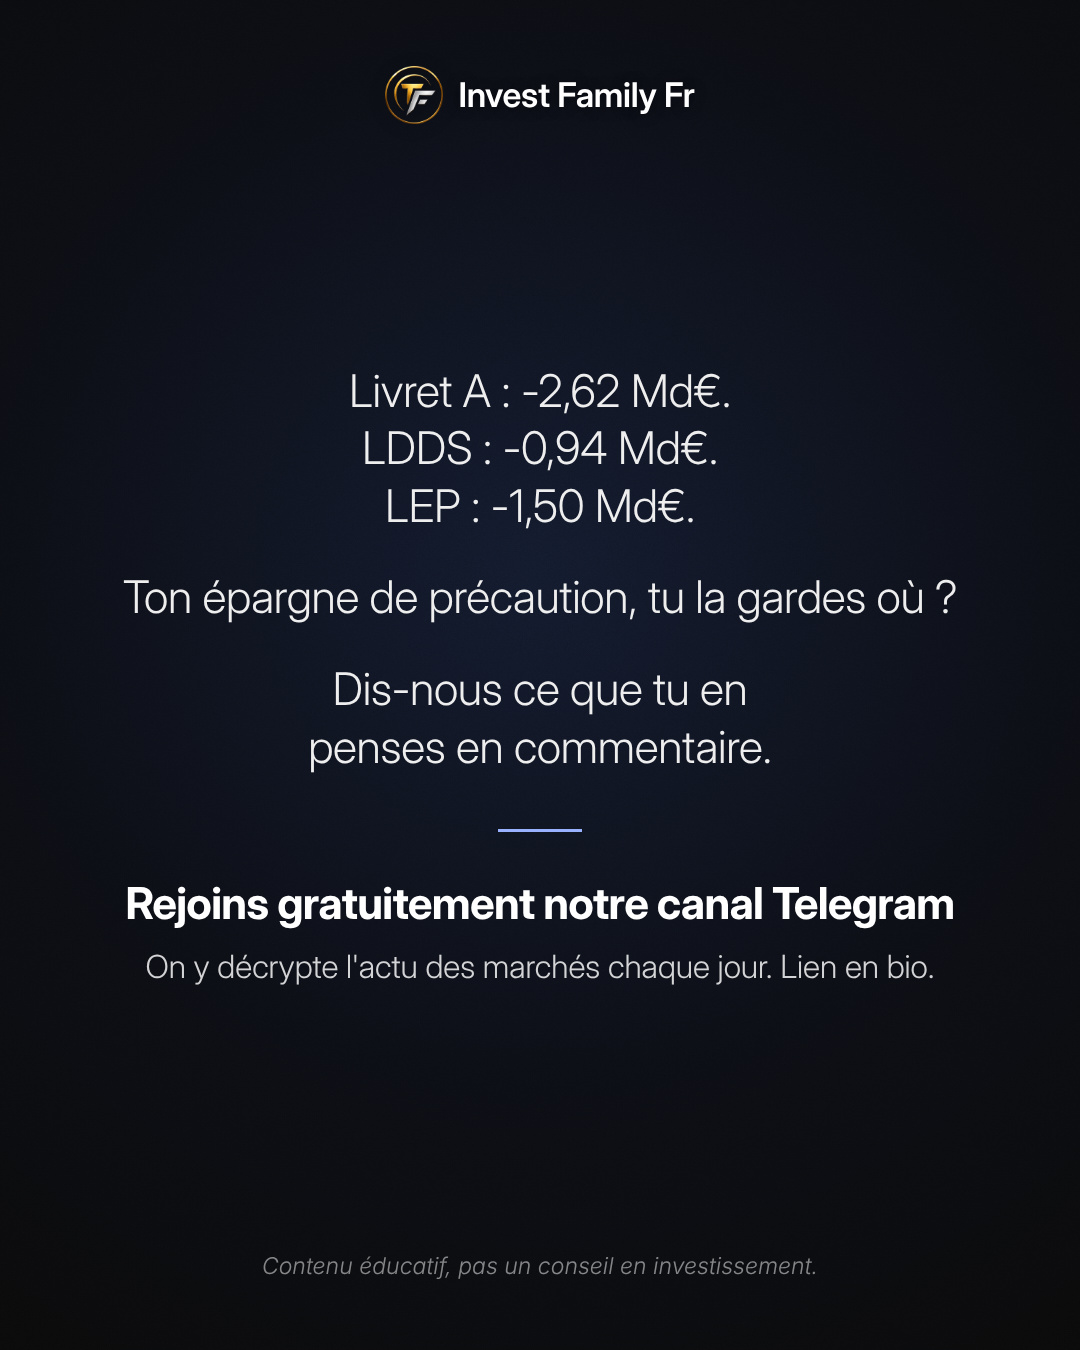 TF Invest Family Fr
Livret A : -2,62 Md€.
LDDS : -0,94 Md€.
LEP : -1,50 Md€.
Ton épargne de précaution, tu la gardes où ?
Dis-nous ce que tu en
penses en commentaire.
Rejoins gratuitement notre canal Telegram
On y décrypte l'actu des marchés chaque jour. Lien en bio.
Contenu éducatif, pas un conseil en investissement.